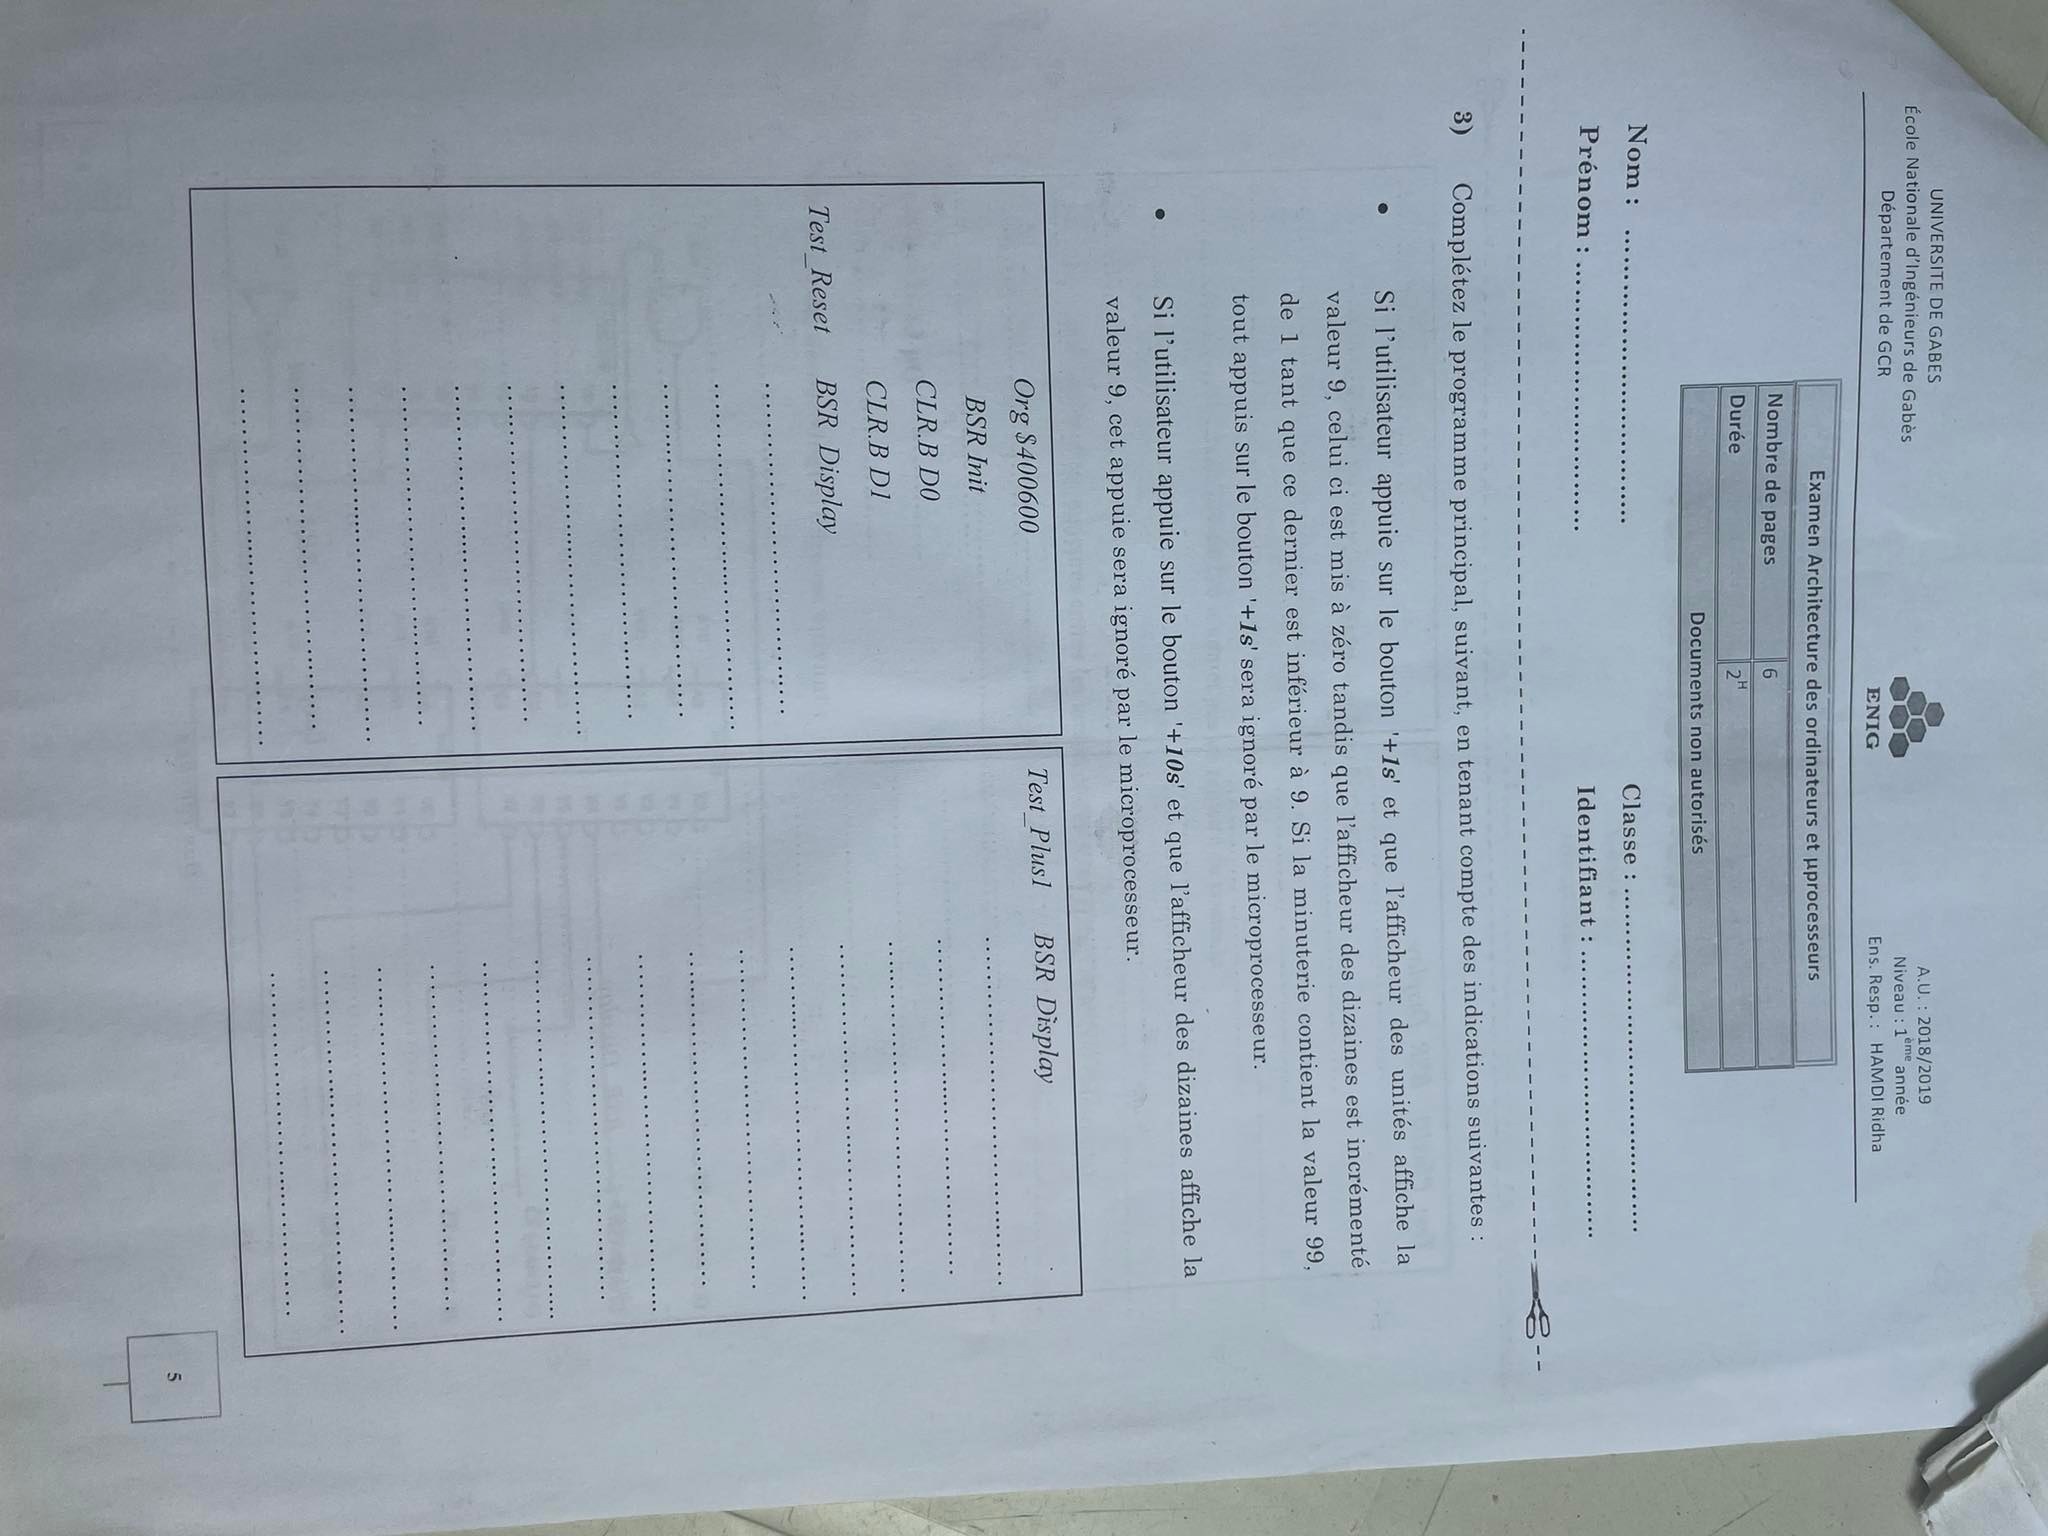 UNIVERSITE DE GABES
École Nationale d'Ingénieurs de Gabès
Département de GCR
ENIG
A.U. : 2018/2019
Niveau : 1ème année
Ens. Resp. : HAMDI Ridha
Examen Architecture des ordinateurs et µprocesseurs
Nombre de pages 6
Durée 2H
Documents non autorisés
Nom : ....................................
Classe : ....................................
Prénom : ....................................
Identifiant : ....................................
3) Complétez le programme principal, suivant, en tenant compte des indications suivantes :
• Si l'utilisateur appuie sur le bouton '+1s' et que l'afficheur des unités affiche la
valeur 9, celui ci est mis à zéro tandis que l'afficheur des dizaines est incrémenté
de 1 tant que ce dernier est inférieur à 9. Si la minuterie contient la valeur 99,
tout appuis sur le bouton '+1s' sera ignoré par le microprocesseur.
• Si l'utilisateur appuie sur le bouton '+10s' et que l'afficheur des dizaines affiche la
valeur 9, cet appuie sera ignoré par le microprocesseur.
Org $400600
BSR Init
CLR.B D0
CLR.B D1
Test_Reset BSR Display
Test_Plus1 BSR Display
5